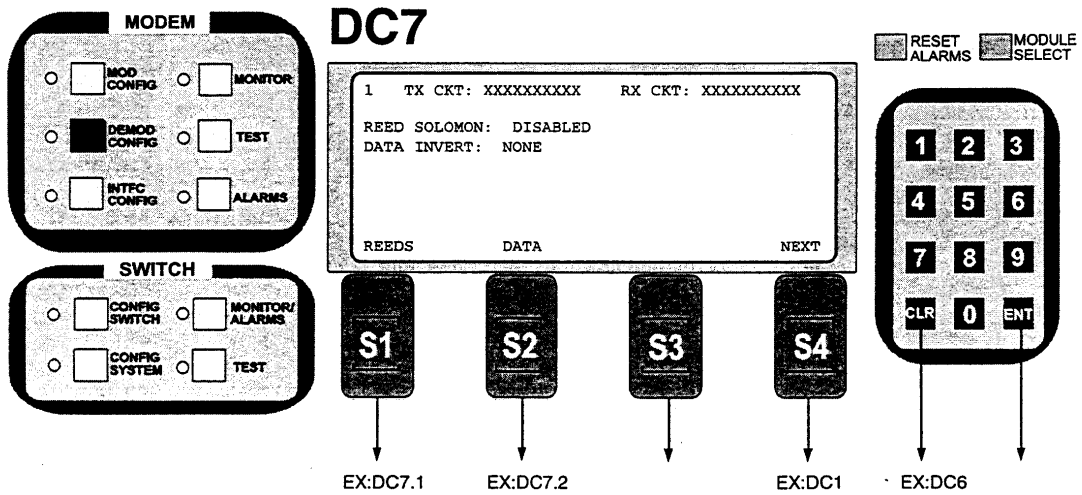 MODEM
MOD CONFIG
MONITOR
DEMOD CONFIG
TEST
INTFC CONFIG
ALARMS
SWITCH
CONFIG SWITCH
MONITOR/ ALARMS
CONFIG SYSTEM
TEST
DC7
1 TX CKT: XXXXXXXXXX RX CKT: XXXXXXXXXX
REED SOLOMON: DISABLED
DATA INVERT: NONE
REEDS DATA NEXT
S1 S2 S3 S4
EX:DC7.1 EX:DC7.2 EX:DC1 EX:DC6
RESET ALARMS
MODULE SELECT
1 2 3
4 5 6
7 8 9
CLR 0 ENT